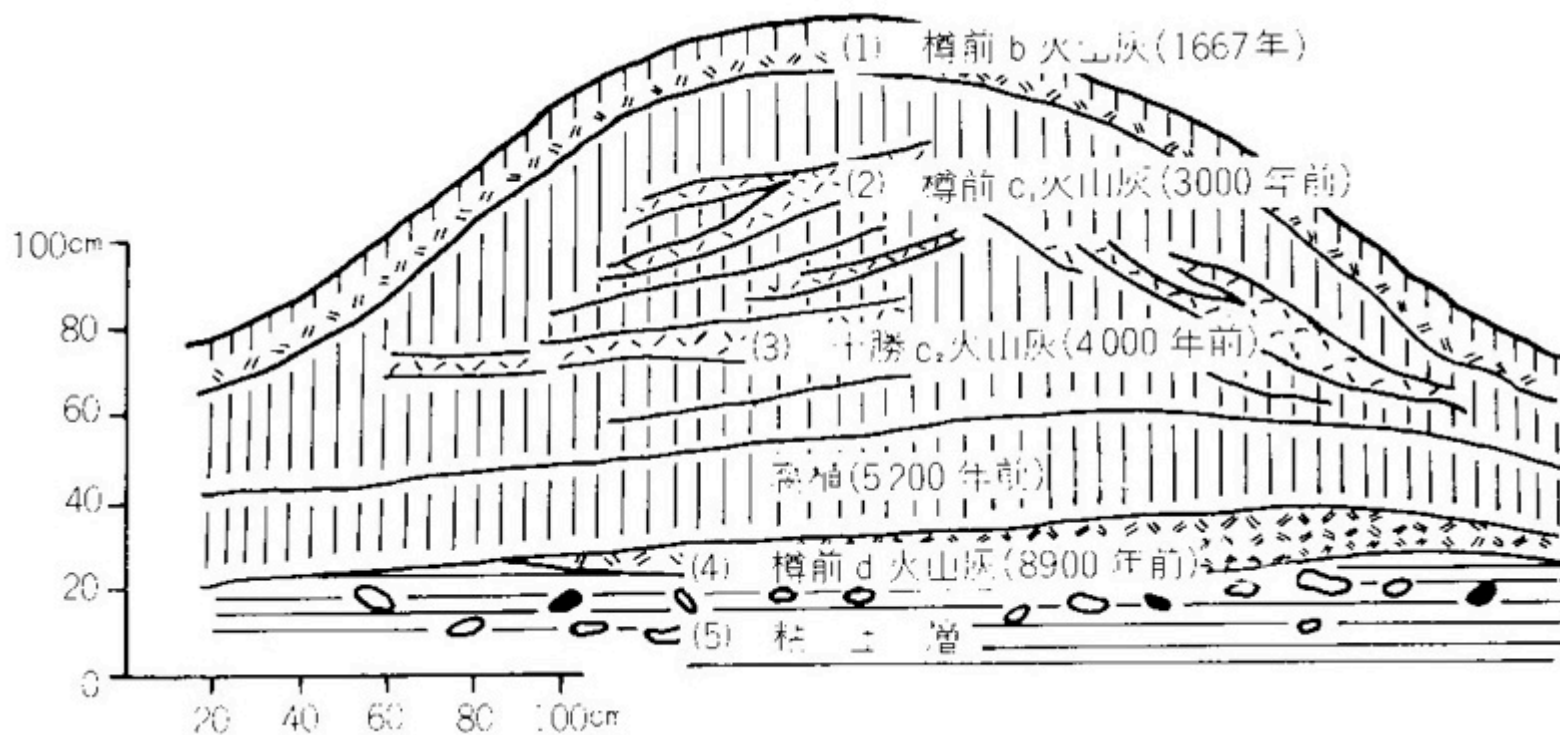 (1) 樽前 b 火山灰(1667年)
(2) 樽前 c₁火山灰(3000 年前)
100cm
80
(3) 十勝 c₂火山灰(4000 年前)
60
腐植(5200 年前)
40
(4) 樽前 d 火山灰(8900 年前)
20
(5) 粘土層
0
20 40 60 80 100cm